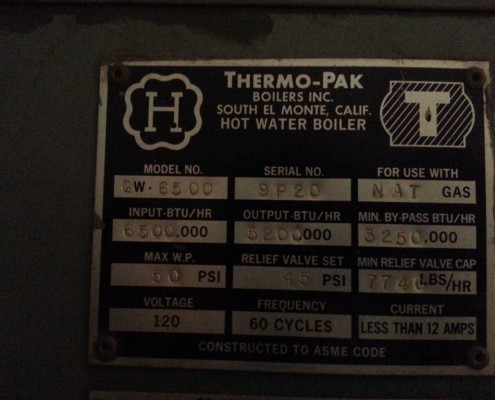 H
THERMO-PAK
BOILERS INC.
SOUTH EL MONTE, CALIF.
HOT WATER BOILER
T
MODEL NO. SERIAL NO. FOR USE WITH
GW-6500 9P20 NAT GAS
INPUT-BTU/HR OUTPUT-BTU/HR MIN. BY-PASS BTU/HR
6500,000 5200000 3250,000
MAX W.P. RELIEF VALVE SET MIN RELIEF VALVE CAP
50 PSI 45 PSI 7740 LBS/HR
VOLTAGE FREQUENCY CURRENT
120 60 CYCLES LESS THAN 12 AMPS
CONSTRUCTED TO ASME CODE